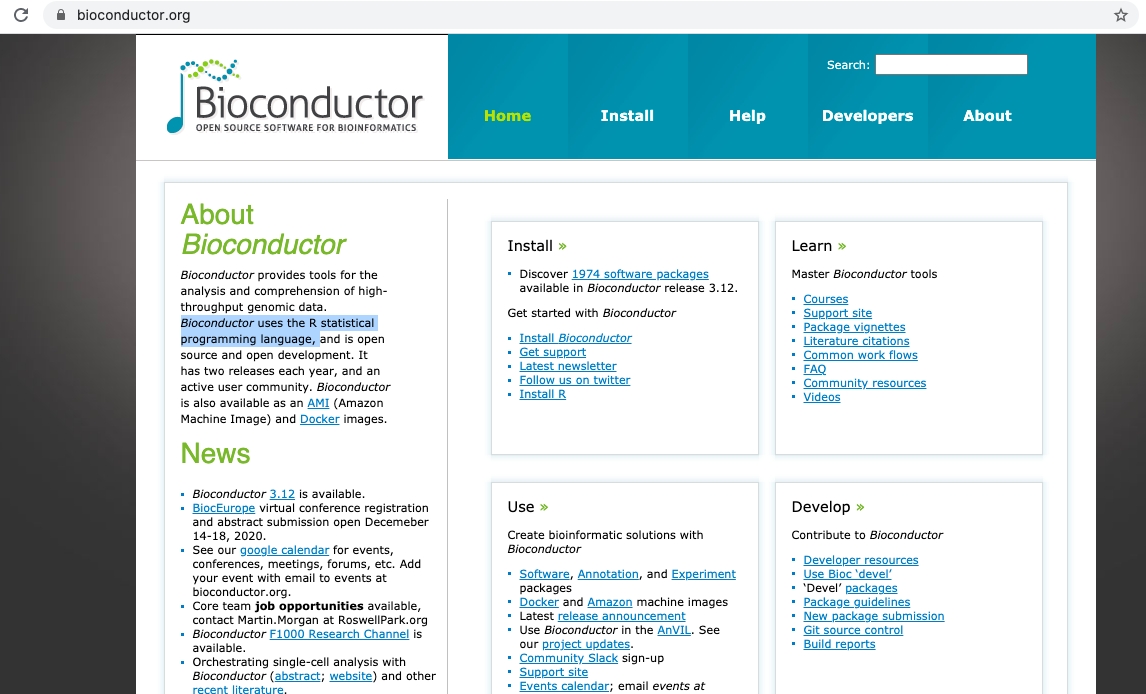 bioconductor.org
Bioconductor
OPEN SOURCE SOFTWARE FOR BIOINFORMATICS
Search:
Home
Install
Help
Developers
About
About
Bioconductor
Bioconductor provides tools for the
analysis and comprehension of high-
throughput genomic data.
Bioconductor uses the R statistical
programming language, and is open
source and open development. It
has two releases each year, and an
active user community. Bioconductor
is also available as an AMI (Amazon
Machine Image) and Docker images.
News
• Bioconductor 3.12 is available.
• BiocEurope virtual conference registration
and abstract submission open Decemeber
14-18, 2020.
• See our google calendar for events,
conferences, meetings, forums, etc. Add
your event with email to events at
bioconductor.org.
• Core team job opportunities available,
contact Martin.Morgan at RoswellPark.org
• Bioconductor F1000 Research Channel is
available.
• Orchestrating single-cell analysis with
Bioconductor (abstract; website) and other
recent literature.
Install »
• Discover 1974 software packages
available in Bioconductor release 3.12.
Get started with Bioconductor
• Install Bioconductor
• Get support
• Latest newsletter
• Follow us on twitter
• Install R
Learn »
Master Bioconductor tools
• Courses
• Support site
• Package vignettes
• Literature citations
• Common work flows
• FAQ
• Community resources
• Videos
Use »
Create bioinformatic solutions with
Bioconductor
• Software, Annotation, and Experiment
packages
• Docker and Amazon machine images
• Latest release announcement
• Use Bioconductor in the AnVIL. See
our project updates.
• Community Slack sign-up
• Support site
• Events calendar; email events at
Develop »
Contribute to Bioconductor
• Developer resources
• Use Bioc ‘devel’
• ‘Devel’ packages
• Package guidelines
• New package submission
• Git source control
• Build reports